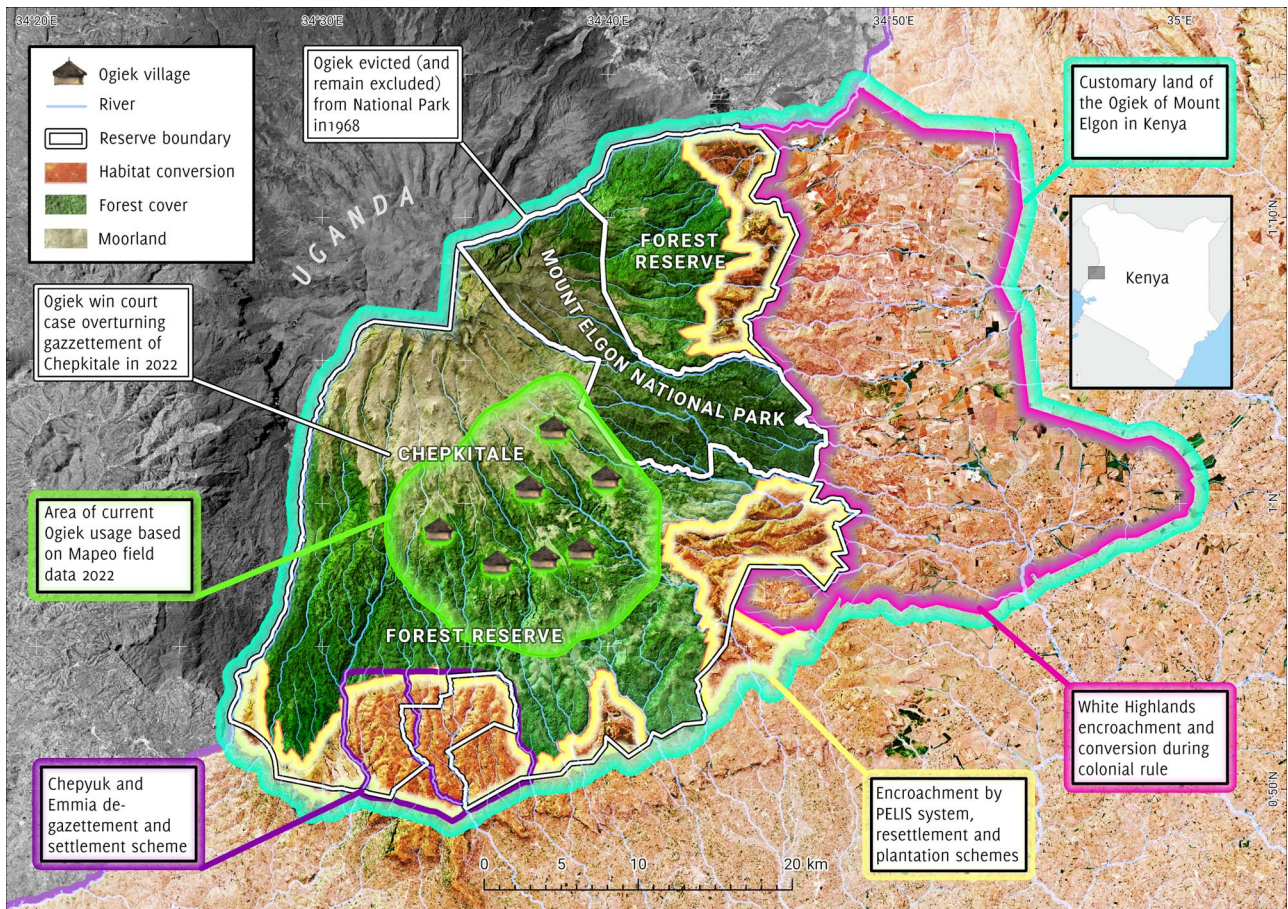 34°20'E
34°30'E
34°40'E
34°50'E
35°E
Ogiek village
River
Reserve boundary
Habitat conversion
Forest cover
Moorland
Ogiek evicted (and
remain excluded)
from National Park
in1968
Customary land of
the Ogiek of Mount
Elgon in Kenya
1°10'N
UGANDA
FOREST
RESERVE
Kenya
MOUNT ELGON NATIONAL PARK
Ogiek win court
case overturning
gazzettement of
Chepkitale in 2022
CHEPKITALE
1°N
Area of current
Ogiek usage based
on Mapeo field
data 2022
FOREST RESERVE
White Highlands
encroachment and
conversion during
colonial rule
Chepyuk and
Emmia de-
gazettement and
settlement scheme
Encroachment by
PELIS system,
resettlement and
plantation schemes
0°50'N
0
5
10
20 km